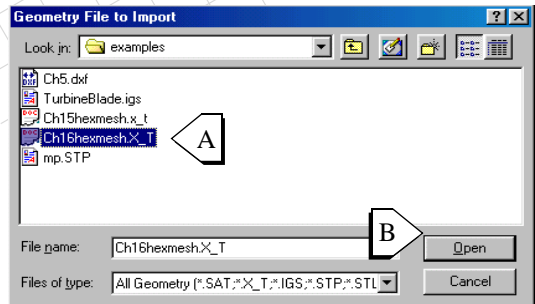 Geometry File to Import
Look in: examples
Ch5.dxf
TurbineBlade.igs
Ch15hexmesh.x_t
Ch16hexmesh.X_T
mp.STP
A
B
File name: Ch16hexmesh.X_T Open
Files of type: All Geometry (*.SAT;*.X_T;*.IGS;*.STP;*.STL Cancel